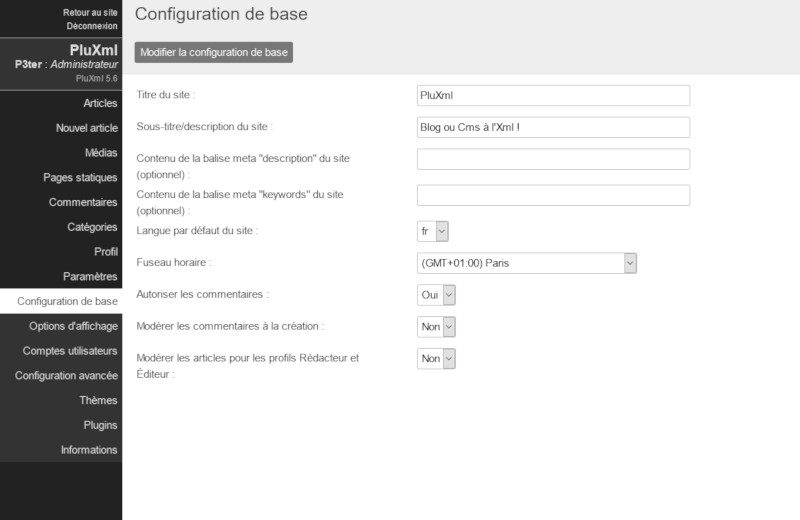 Retour au site
Déconnexion
PluXml
P3ter : Administrateur
PluXml 5.6
Articles
Nouvel article
Médias
Pages statiques
Commentaires
Catégories
Profil
Paramètres
Configuration de base
Options d'affichage
Comptes utilisateurs
Configuration avancée
Thèmes
Plugins
Informations
Configuration de base
Modifier la configuration de base
Titre du site : PluXml
Sous-titre/description du site : Blog ou Cms à l'Xml !
Contenu de la balise meta "description" du site
(optionnel) :
Contenu de la balise meta "keywords" du site
(optionnel) :
Langue par défaut du site : fr
Fuseau horaire : (GMT+01:00) Paris
Autoriser les commentaires : Oui
Modérer les commentaires à la création : Non
Modérer les articles pour les profils Rédacteur et Non
Éditeur :